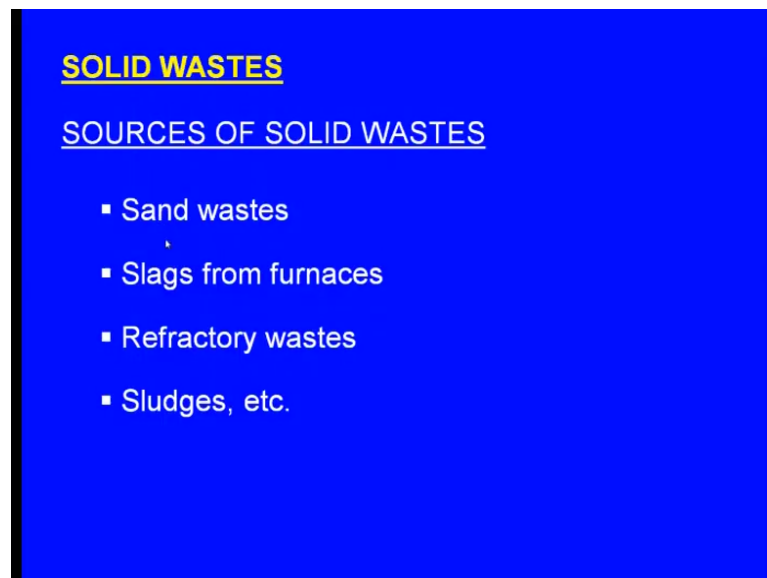 SOLID WASTES
SOURCES OF SOLID WASTES
▪ Sand wastes
▪ Slags from furnaces
▪ Refractory wastes
▪ Sludges, etc.